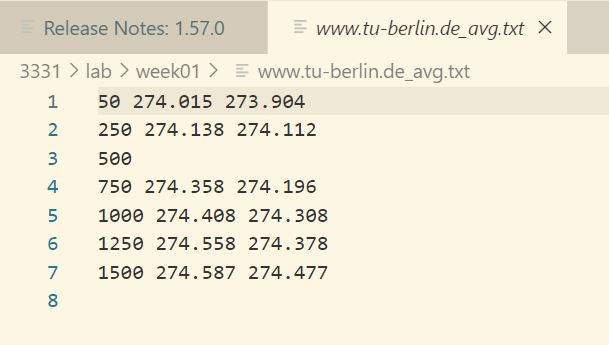 Release Notes: 1.57.0
www.tu-berlin.de_avg.txt
3331 > lab > week01 > www.tu-berlin.de_avg.txt
1 50 274.015 273.904
2 250 274.138 274.112
3 500
4 750 274.358 274.196
5 1000 274.408 274.308
6 1250 274.558 274.378
7 1500 274.587 274.477
8